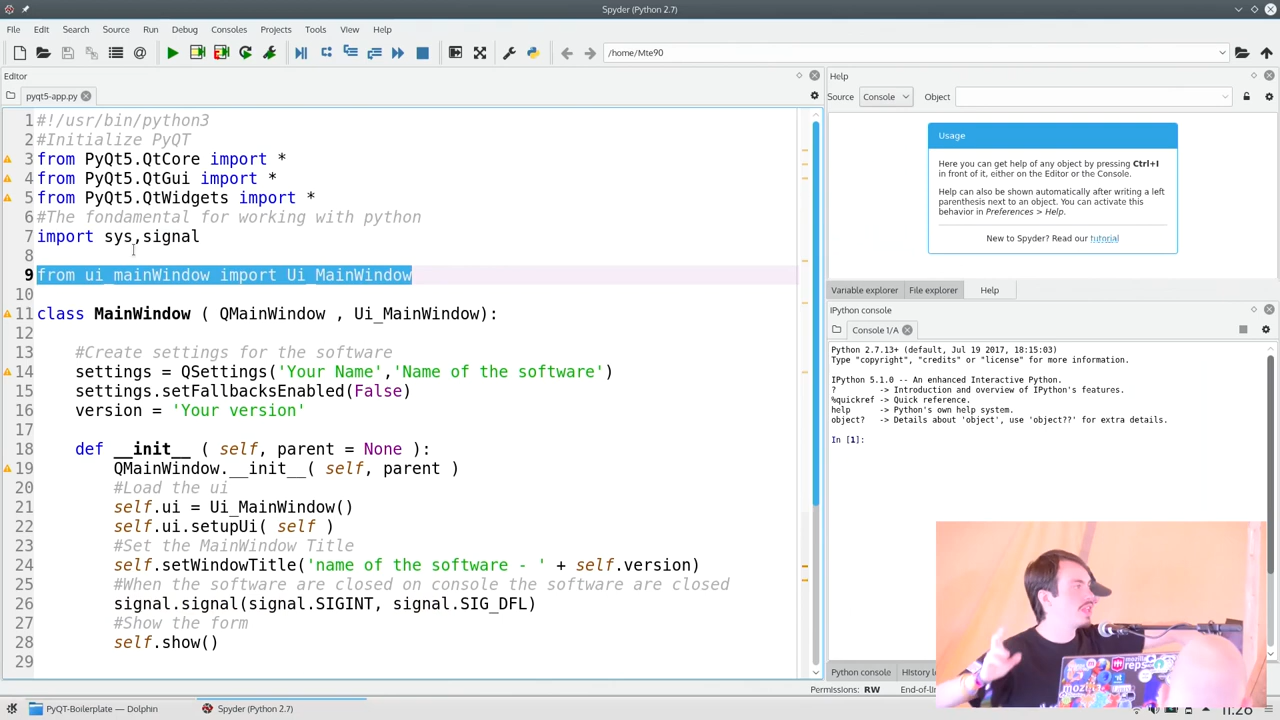 Spyder (Python 2.7)
File Edit Search Source Run Debug Consoles Projects Tools View Help
/home/Mte90
Editor
pyqt5-app.py
1 #!/usr/bin/python3
2 #Initialize PyQT
3 from PyQt5.QtCore import *
4 from PyQt5.QtGui import *
5 from PyQt5.QtWidgets import *
6 #The fondamental for working with python
7 import sys,signal
8
9 from ui_mainWindow import Ui_MainWindow
10
11 class MainWindow ( QMainWindow , Ui_MainWindow):
12
13 #Create settings for the software
14 settings = QSettings('Your Name','Name of the software')
15 settings.setFallbacksEnabled(False)
16 version = 'Your version'
17
18 def __init__ ( self, parent = None ):
19 QMainWindow.__init__( self, parent )
20 #Load the ui
21 self.ui = Ui_MainWindow()
22 self.ui.setupUi( self )
23 #Set the MainWindow Title
24 self.setWindowTitle('name of the software - ' + self.version)
25 #When the software are closed on console the software are closed
26 signal.signal(signal.SIGINT, signal.SIG_DFL)
27 #Show the form
28 self.show()
29
Help
Source Console Object
Usage
Here you can get help of any object by pressing Ctrl+I
in front of it, either on the Editor or the Console.
Help can also be shown automatically after writing a left
parenthesis next to an object. You can activate this
behavior in Preferences > Help.
New to Spyder? Read our tutorial
Variable explorer File explorer Help
IPython console
Console 1/A
Python 2.7.13+ (default, Jul 19 2017, 18:15:03)
Type "copyright", "credits" or "license" for more information.
IPython 5.1.0 -- An enhanced Interactive Python.
? -> Introduction and overview of IPython's features.
%quickref -> Quick reference.
help -> Python's own help system.
object? -> Details about 'object', use 'object??' for extra details.
In [1]:
Python console History l
Permissions: RW End-of-li
mozilla
reps
mozil
PyQT-Boilerplate — Dolphin
Spyder (Python 2.7)
11:26